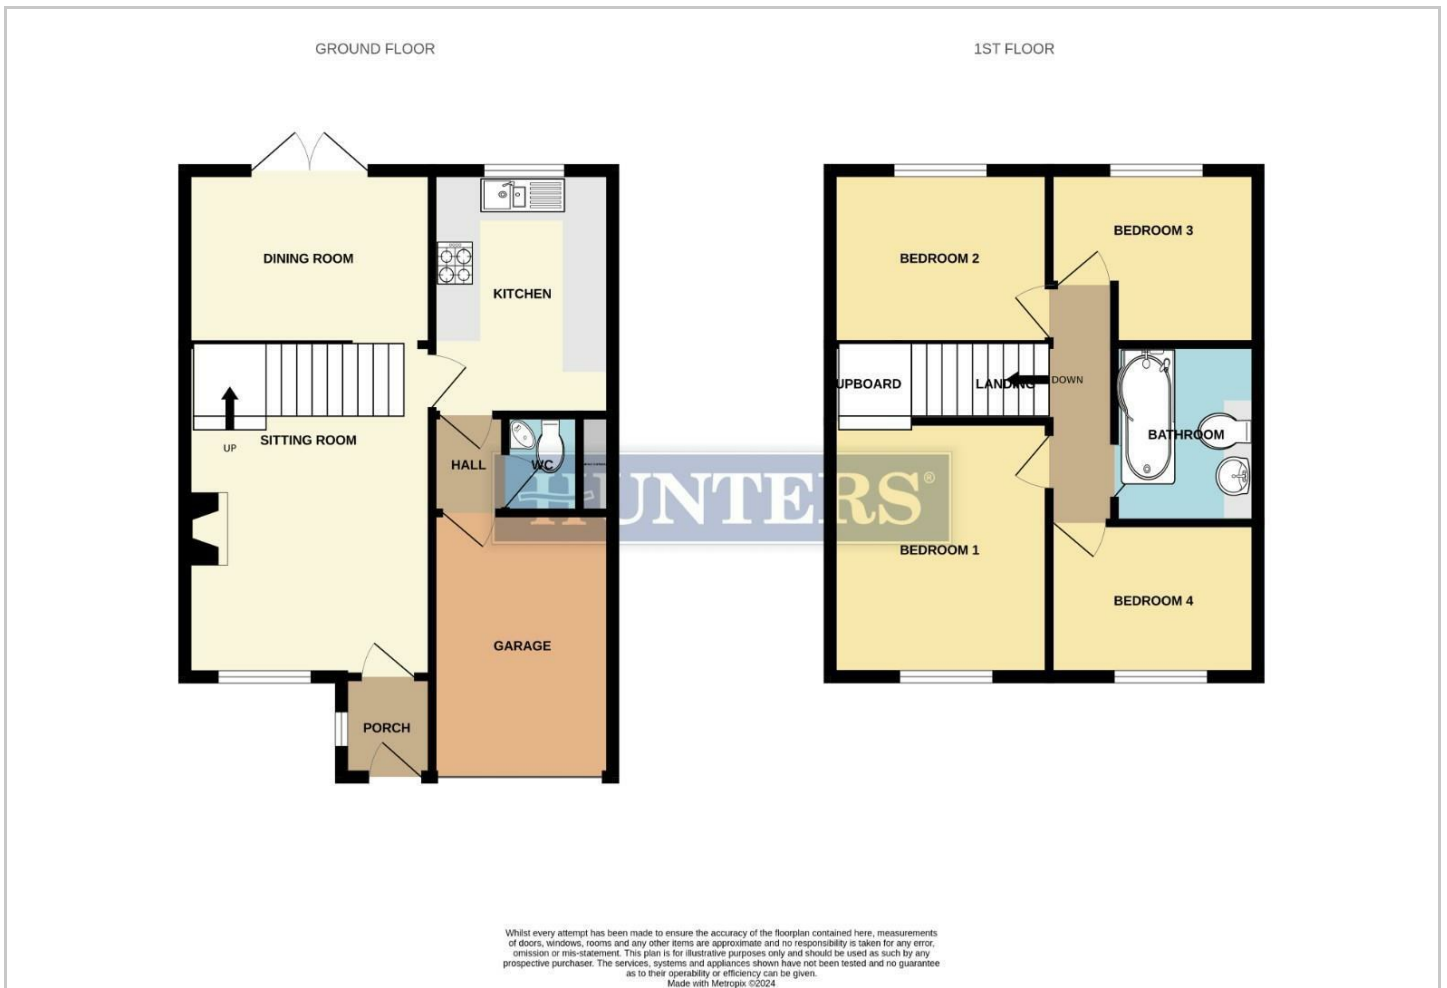 GROUND FLOOR
1ST FLOOR
DINING ROOM
KITCHEN
UP
SITTING ROOM
HALL
WC
GARAGE
PORCH
BEDROOM 2
BEDROOM 3
UPBOARD
LANDING
DOWN
BATHROOM
BEDROOM 1
BEDROOM 4
HUNTERS®
Whilst every attempt has been made to ensure the accuracy of the floorplan contained here, measurements
of doors, windows, rooms and any other items are approximate and no responsibility is taken for any error,
omission or mis-statement. This plan is for illustrative purposes only and should be used as such by any
prospective purchaser. The services, systems and appliances shown have not been tested and no guarantee
as to their operability or efficiency can be given.
Made with Metropix ©2024